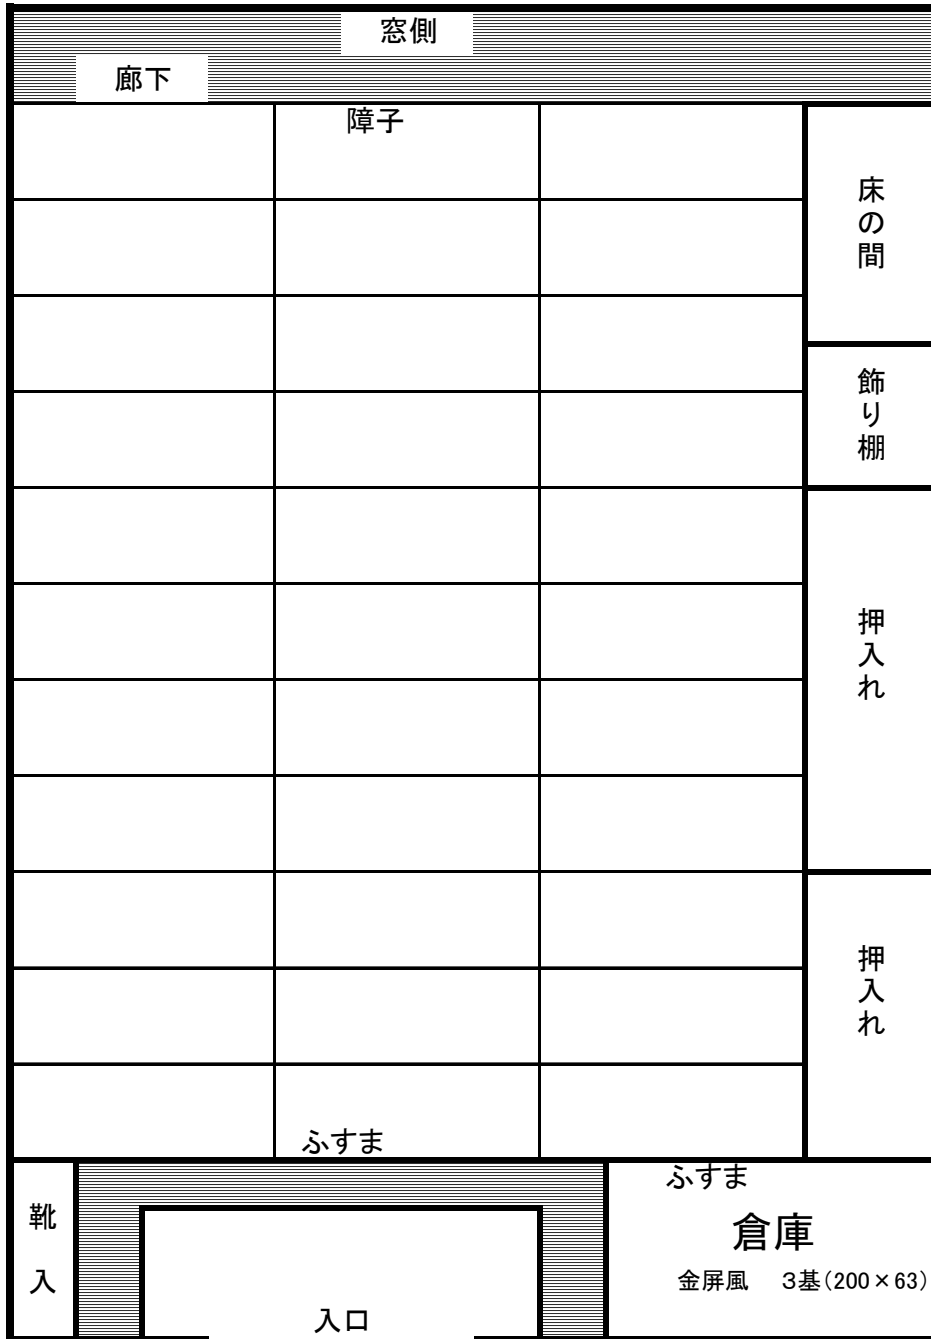 窓側
廊下
障子
床の間
飾り棚
押入れ
押入れ
ふすま
ふすま
靴入
倉庫
金屏風 3基(200×63)
入口